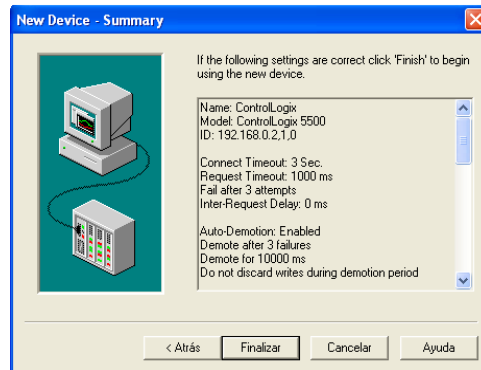 New Device - Summary
If the following settings are correct click 'Finish' to begin
using the new device.
Name: ControlLogix
Model: ControlLogix 5500
ID: 192.168.0.2,1,0
Connect Timeout: 3 Sec.
Request Timeout: 1000 ms
Fail after 3 attempts
Inter-Request Delay: 0 ms
Auto-Demotion: Enabled
Demote after 3 failures
Demote for 10000 ms
Do not discard writes during demotion period
< Atrás Finalizar Cancelar Ayuda